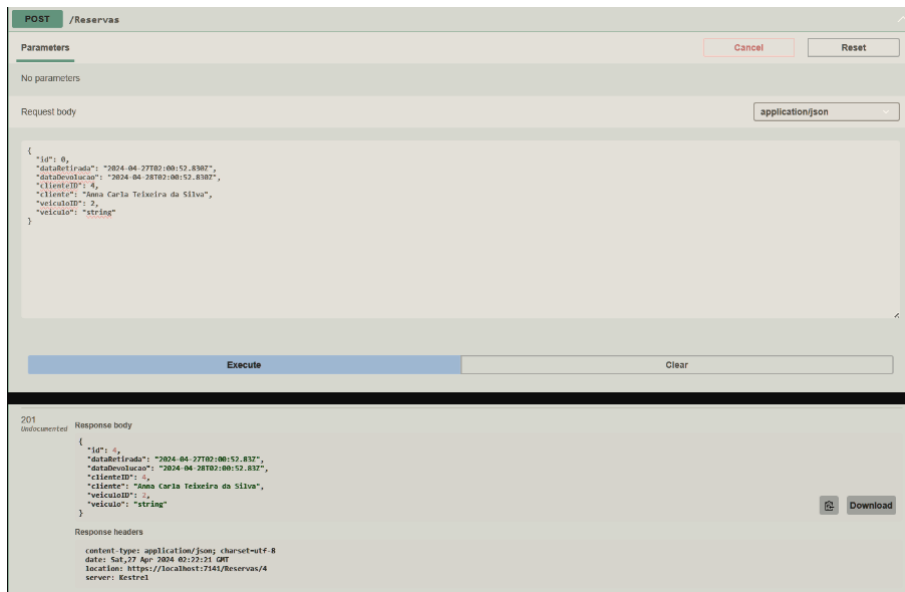 POST /Reservas
Parameters
Cancel
Reset
No parameters
Request body
application/json
{
"id": 0,
"dataRetirada": "2024-04-27T02:00:52.830Z",
"dataDevolucao": "2024-04-28T02:00:52.830Z",
"clienteID": 4,
"cliente": "Anna Carla Teixeira da Silva",
"veiculoID": 2,
"veiculo": "string"
}
Execute
Clear
201
Undocumented
Response body
{
"id": 4,
"dataRetirada": "2024-04-27T02:00:52.83Z",
"dataDevolucao": "2024-04-28T02:00:52.83Z",
"clienteID": 4,
"cliente": "Anna Carla Teixeira da Silva",
"veiculoID": 2,
"veiculo": "string"
}
Download
Response headers
content-type: application/json; charset=utf-8
date: Sat,27 Apr 2024 02:22:21 GMT
location: https://localhost:7141/Reservas/4
server: Kestrel